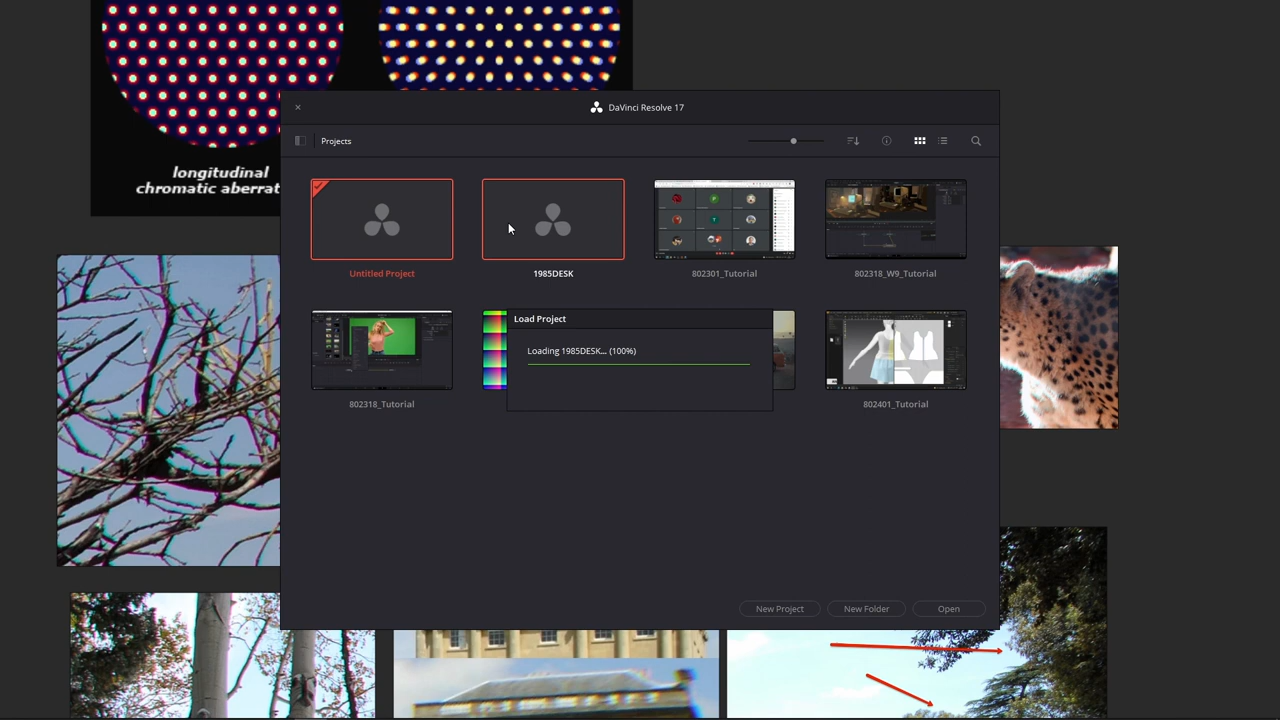 longitudinal
chromatic aberrat
DaVinci Resolve 17
Projects
Untitled Project
1985DESK
802301_Tutorial
802318_W9_Tutorial
Load Project
Loading 1985DESK... (100%)
802318_Tutorial
802401_Tutorial
New Project
New Folder
Open